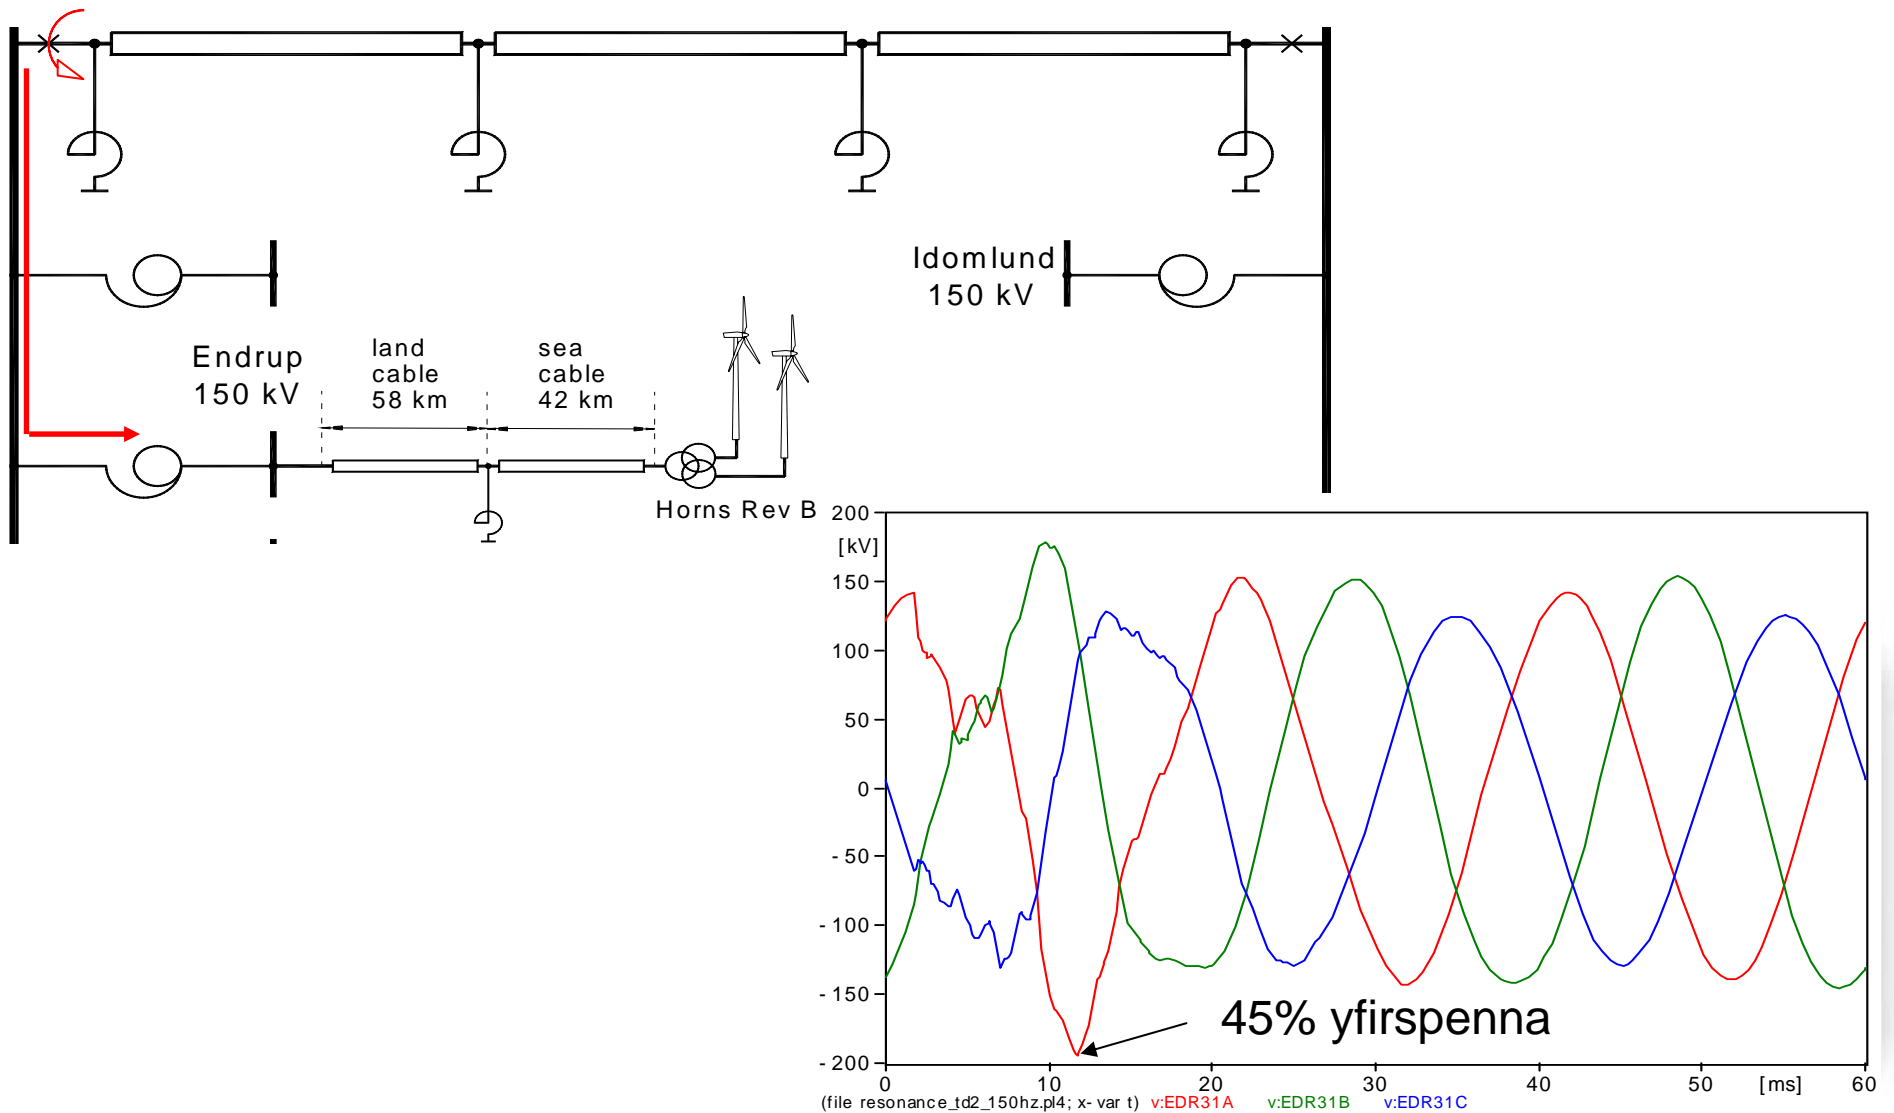 Idomlund
150 kV
Endrup
150 kV
land
cable
58 km
sea
cable
42 km
Horns Rev B
200
[kV]
150
100
50
0
-50
-100
-150
-200
45% yfirspenna
0
10
20
30
40
50
[ms]
60
(file resonance_td2_150hz.pl4; x-var t) v:EDR31A v:EDR31B v:EDR31C